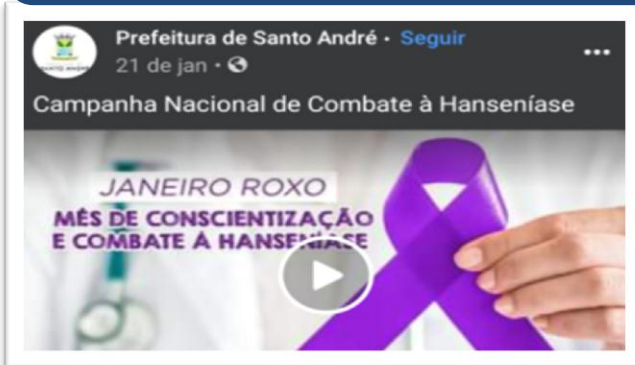 Prefeitura de Santo André · Seguir
21 de jan ·
Campanha Nacional de Combate à Hanseníase
JANEIRO ROXO
MÊS DE CONSCIENTIZAÇÃO
E COMBATE À HANSENÍASE